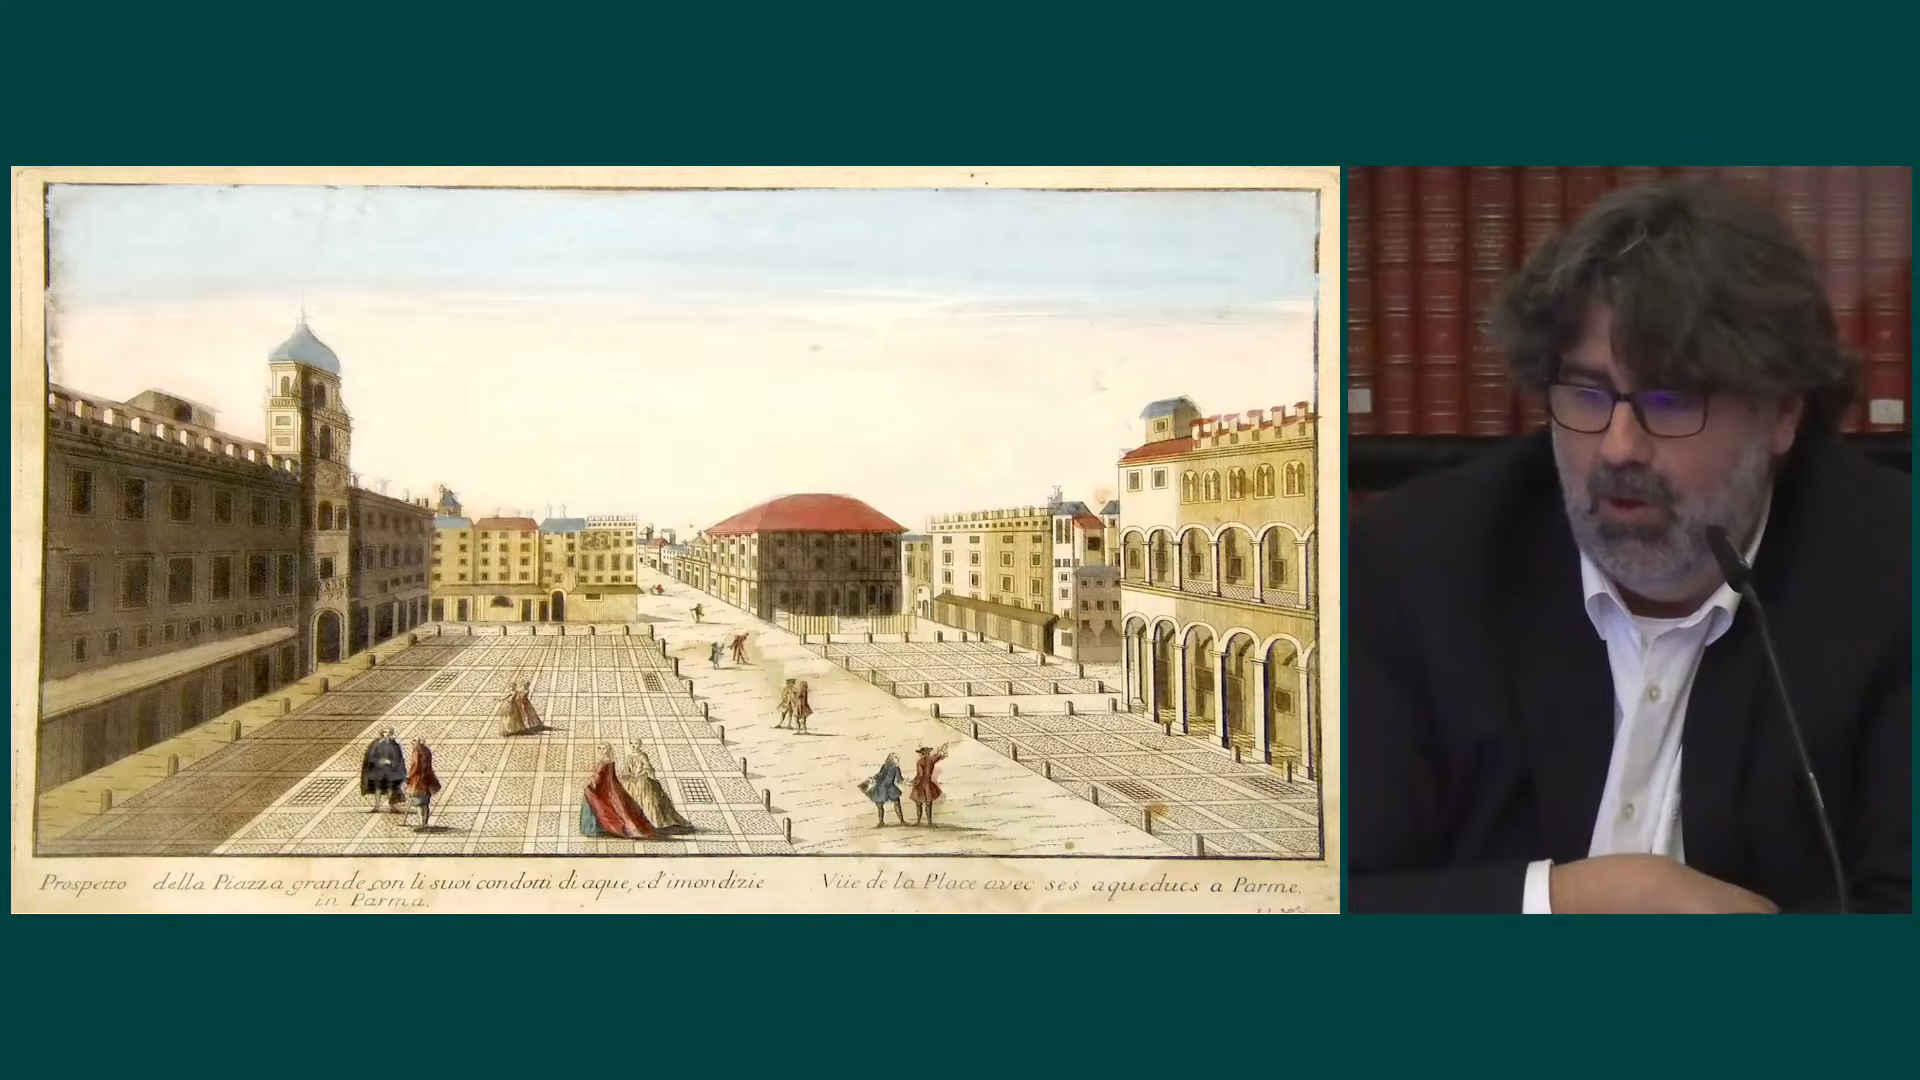 Prospetto della Piazza grande con li suoi condotti di aque, ed'imondizie
in Parma.
Vüe de la Place avec ses aqueducs a Parme.